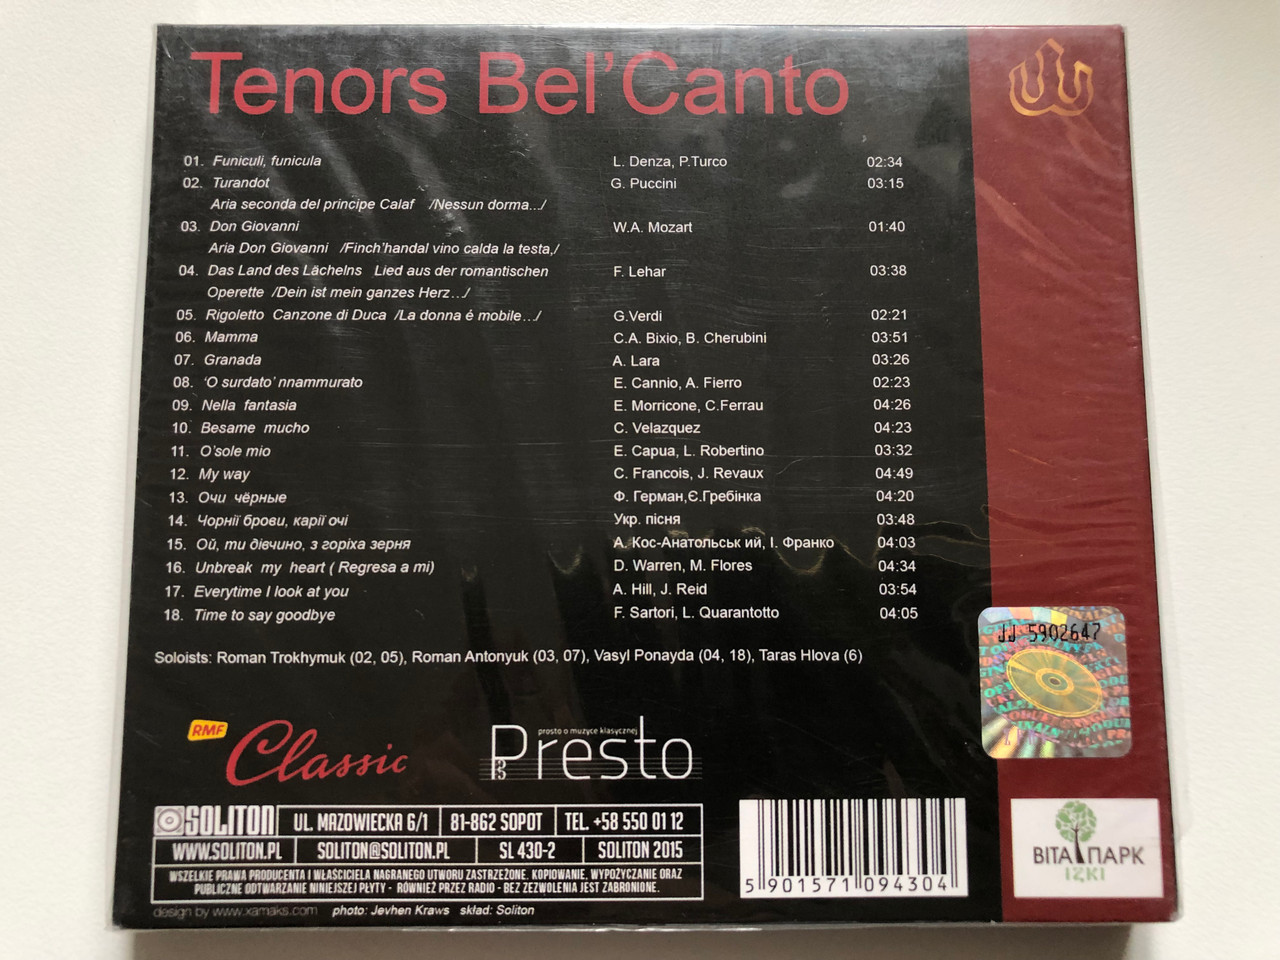 Tenors Bel'Canto
01. Funiculi, funicula L. Denza, P.Turco 02:34
02. Turandot G. Puccini 03:15
Aria seconda del principe Calaf /Nessun dorma.../
03. Don Giovanni W.A. Mozart 01:40
Aria Don Giovanni /Finch'handal vino calda la testa,/
04. Das Land des Lächelns Lied aus der romantischen F. Lehar 03:38
Operette /Dein ist mein ganzes Herz.../
05. Rigoletto Canzone di Duca /La donna é mobile.../ G.Verdi 02:21
06. Mamma C.A. Bixio, B. Cherubini 03:51
07. Granada A. Lara 03:26
08. 'O surdato' nnammurato E. Cannio, A. Fierro 02:23
09. Nella fantasia E. Morricone, C.Ferrau 04:26
10. Besame mucho C. Velazquez 04:23
11. O'sole mio E. Capua, L. Robertino 03:32
12. My way C. Francois, J. Revaux 04:49
13. Очи чёрные Ф. Герман,Є.Гребінка 04:20
14. Чорнії брови, карії очі Укр. пісня 03:48
15. Ой, ти дівчино, з горіха зерня А. Кос-Анатольськ ий, І. Франко 04:03
16. Unbreak my heart ( Regresa a mi) D. Warren, M. Flores 04:34
17. Everytime I look at you A. Hill, J. Reid 03:54
18. Time to say goodbye F. Sartori, L. Quarantotto 04:05
Soloists: Roman Trokhymuk (02, 05), Roman Antonyuk (03, 07), Vasyl Ponayda (04, 18), Taras Hlova (6)
JJ 5902647
RMF Classic
prosto o muzyce klasycznej
Presto
SOLITON UL. MAZOWIECKA 6/1 81-862 SOPOT TEL. +58 550 01 12
WWW.SOLITON.PL SOLITON@SOLITON.PL SL 430-2 SOLITON 2015
WSZELKIE PRAWA PRODUCENTA I WŁAŚCICIELA NAGRANEGO UTWORU ZASTRZEŻONE. KOPIOWANIE, WYPOŻYCZANIE ORAZ
PUBLICZNE ODTWARZANIE NINIEJSZEJ PŁYTY - RÓWNIEŻ PRZEZ RADIO - BEZ ZEZWOLENIA JEST ZABRONIONE.
design by www.xamaks.com photo: Jevhen Kraws skład: Soliton
5 901571 094304
ВІТА ПАРК